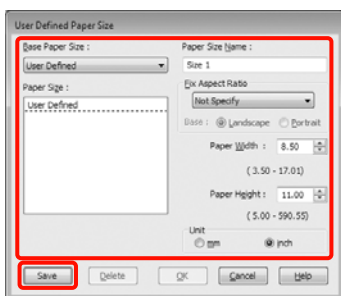 User Defined Paper Size
Base Paper Size :
User Defined
Paper Size :
User Defined
Paper Size Name :
Size 1
Fix Aspect Ratio
Not Specify
Base : Landscape Portrait
Paper Width : 8.50
(3.50 - 17.01)
Paper Height : 11.00
(5.00 - 590.55)
Unit
mm inch
Save Delete OK Cancel Help